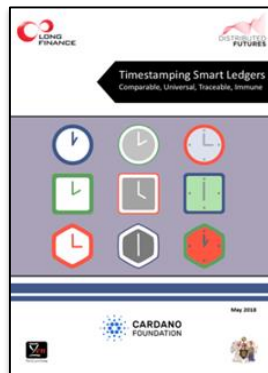 LONG
FINANCE
DISTRIBUTED
FUTURES
Timestamping Smart Ledgers
Comparable, Universal, Traceable, Immune
May 2018
CARDANO
FOUNDATION